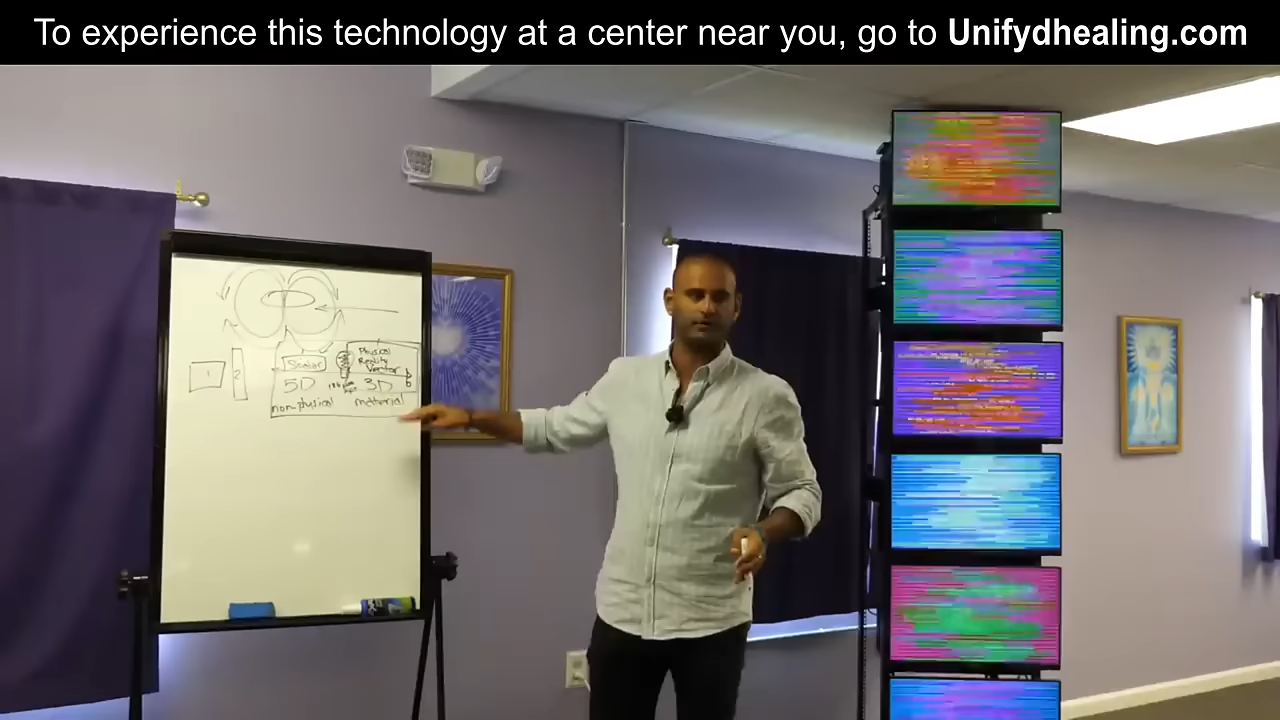 To experience this technology at a center near you, go to Unifydhealing.com
Physical
Reality
Scalar
Vector
1
2
5D
3D
non-physical
material